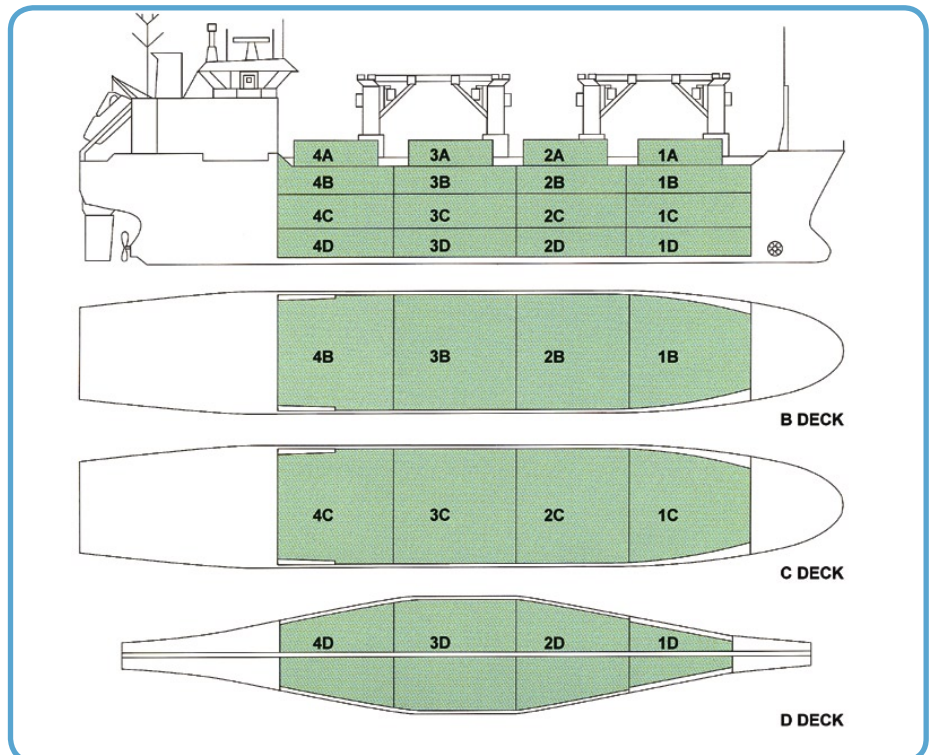 4A 3A 2A 1A
4B 3B 2B 1B
4C 3C 2C 1C
4D 3D 2D 1D
4B 3B 2B 1B
B DECK
4C 3C 2C 1C
C DECK
4D 3D 2D 1D
D DECK